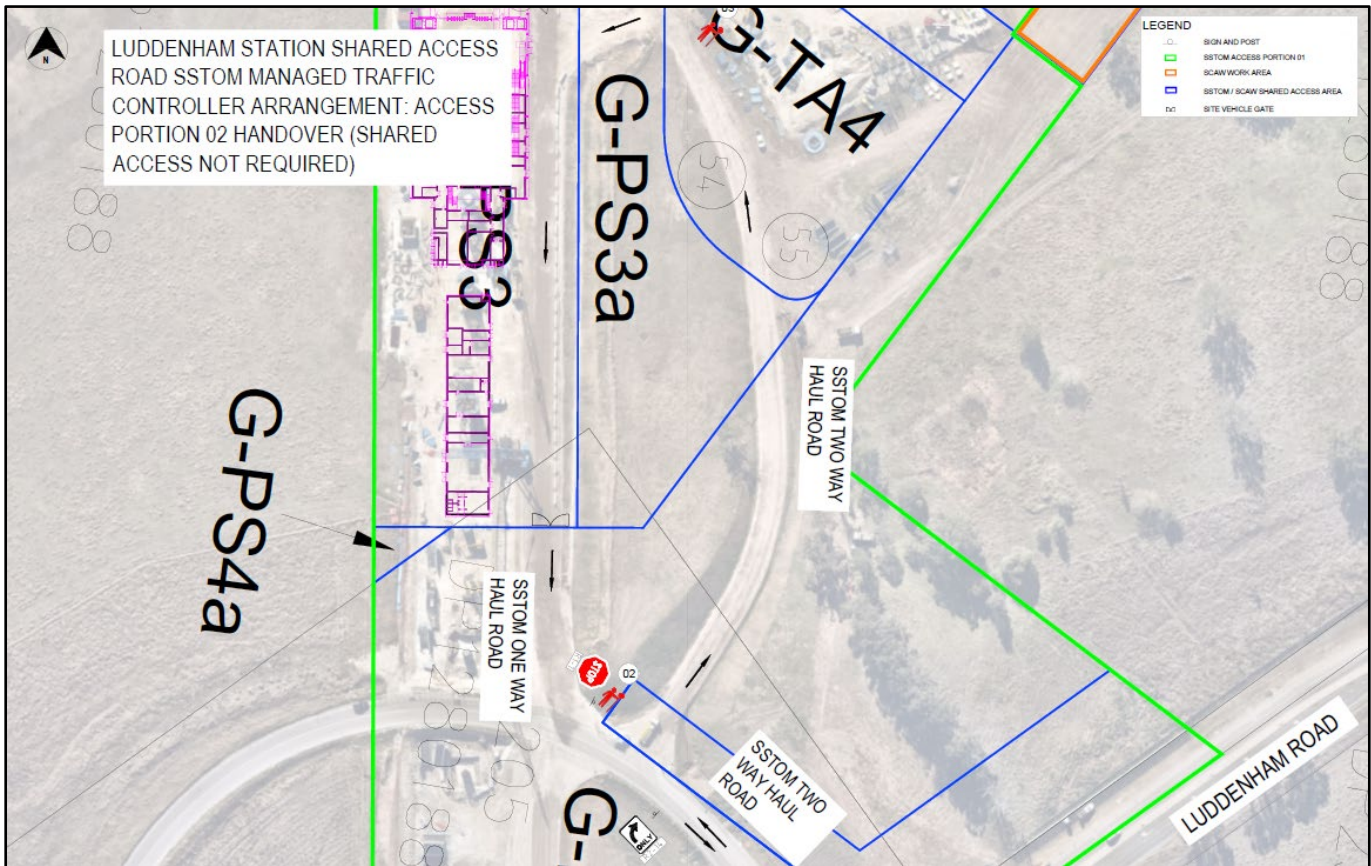 N
LUDDENHAM STATION SHARED ACCESS
ROAD SSTOM MANAGED TRAFFIC
CONTROLLER ARRANGEMENT: ACCESS
PORTION 02 HANDOVER (SHARED
ACCESS NOT REQUIRED)
LEGEND
SIGN AND POST
SSTOM ACCESS PORTION 01
SCAW WORK AREA
SSTOM / SCAW SHARED ACCESS AREA
SITE VEHICLE GATE
G-TA4
G-PS3a
PS3
54
55
SSTOM TWO WAY
HAUL ROAD
G-PS4a
SSTOM ONE WAY
HAUL ROAD
STOP
02
SSTOM TWO
WAY HAUL
ROAD
LUDDENHAM ROAD
G-
ONLY